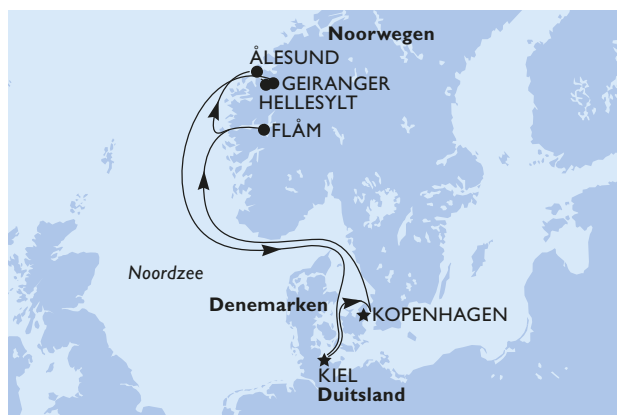 Noorwegen
ÅLESUND
GEIRANGER
HELLESYLT
FLÅM
Noordzee
Denemarken
KOPENHAGEN
KIEL
Duitsland